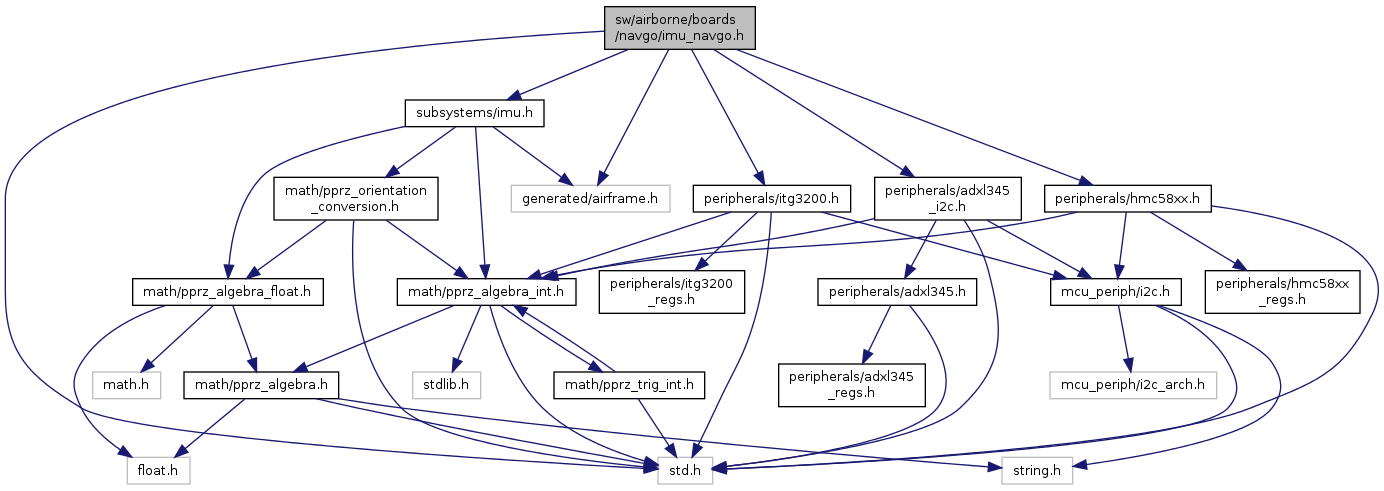 sw/airborne/boards
/navgo/imu_navgo.h
subsystems/imu.h
math/pprz_orientation
_conversion.h
generated/airframe.h
peripherals/itg3200.h
peripherals/adxl345
_i2c.h
peripherals/hmc58xx.h
math/pprz_algebra_float.h
math/pprz_algebra_int.h
peripherals/itg3200
_regs.h
peripherals/adxl345.h
mcu_periph/i2c.h
peripherals/hmc58xx
_regs.h
math.h
math/pprz_algebra.h
stdlib.h
math/pprz_trig_int.h
peripherals/adxl345
_regs.h
mcu_periph/i2c_arch.h
float.h
std.h
string.h